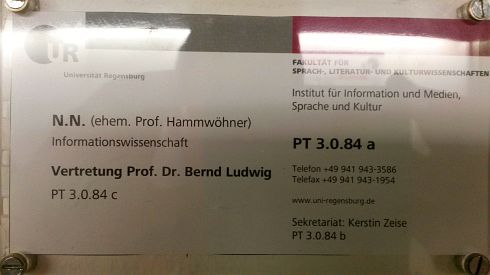 UR
Universität Regensburg
FAKULTÄT FÜR
SPRACH-, LITERATUR- UND KULTURWISSENSCHAFTEN
Institut für Information und Medien,
Sprache und Kultur
N.N. (ehem. Prof. Hammwöhner)
Informationswissenschaft
Vertretung Prof. Dr. Bernd Ludwig
PT 3.0.84 c
PT 3.0.84 a
Telefon +49 941 943-3586
Telefax +49 941 943-1954
www.uni-regensburg.de
Sekretariat: Kerstin Zeise
PT 3.0.84 b